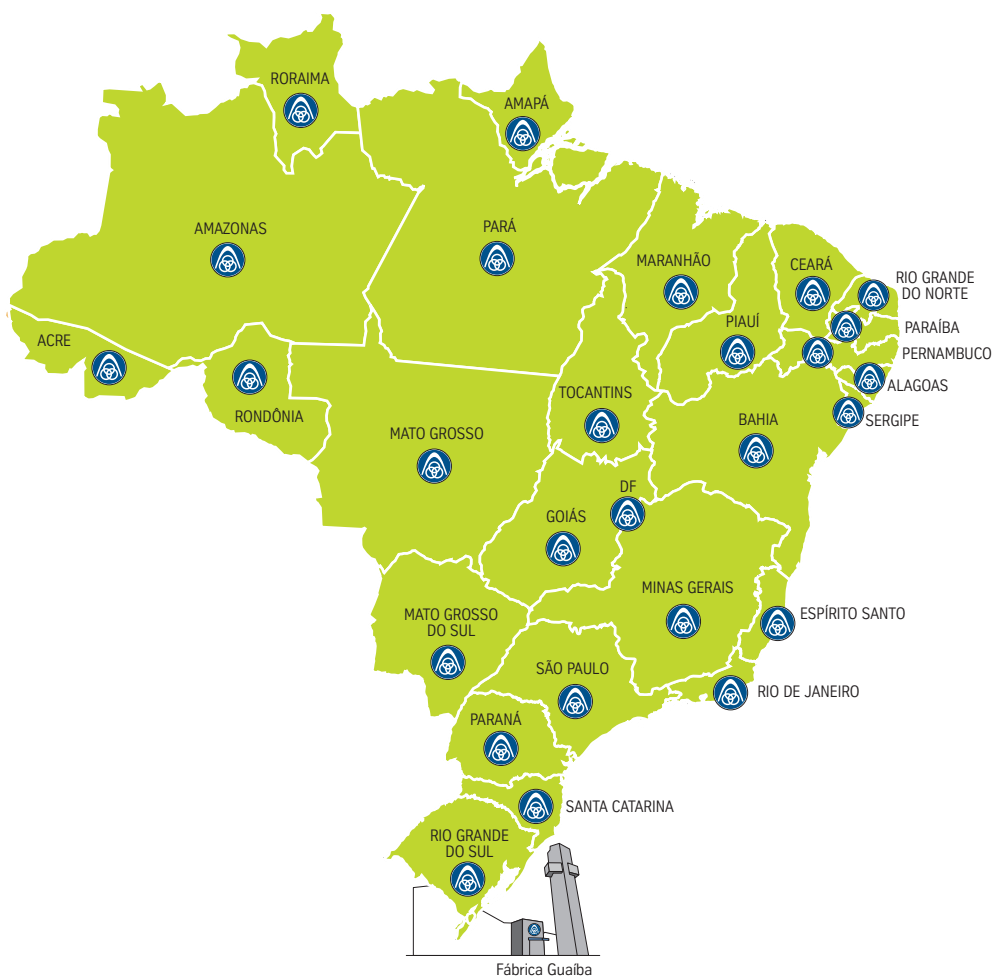 RORAIMA
AMAPÁ
AMAZONAS
PARÁ
MARANHÃO
CEARÁ
RIO GRANDE
DO NORTE
PIAUÍ
PARAÍBA
PERNAMBUCO
ACRE
ALAGOAS
TOCANTINS
RONDÔNIA
SERGIPE
BAHIA
MATO GROSSO
DF
GOIÁS
MINAS GERAIS
ESPÍRITO SANTO
MATO GROSSO
DO SUL
SÃO PAULO
RIO DE JANEIRO
PARANÁ
SANTA CATARINA
RIO GRANDE
DO SUL
Fábrica Guaíba